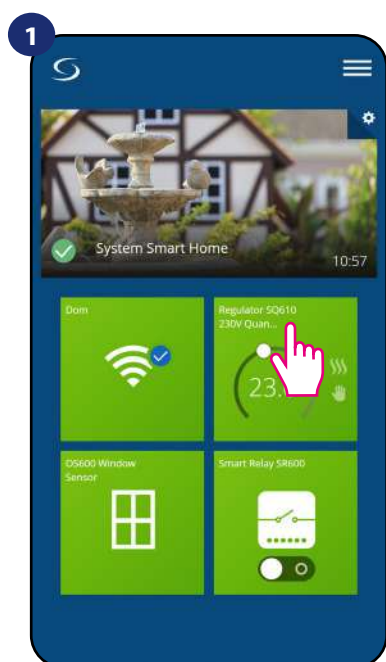 1
System Smart Home
10:57
Dom
Regulator SQ610
230V Quan...
23.
OS600 Window
Sensor
Smart Relay SR600